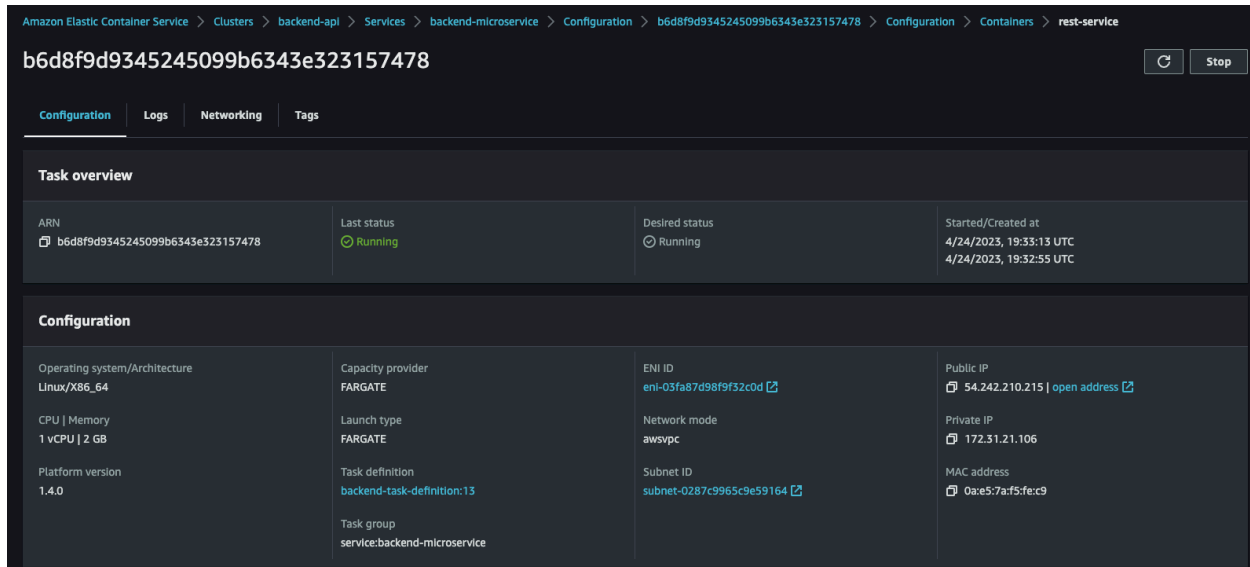 Amazon Elastic Container Service > Clusters > backend-api > Services > backend-microservice > Configuration > b6d8f9d9345245099b6343e323157478 > Configuration > Containers > rest-service
b6d8f9d9345245099b6343e323157478
Stop
Configuration
Logs
Networking
Tags
Task overview
ARN
b6d8f9d9345245099b6343e323157478
Last status
Running
Desired status
Running
Started/Created at
4/24/2023, 19:33:13 UTC
4/24/2023, 19:32:55 UTC
Configuration
Operating system/Architecture
Linux/X86_64
CPU | Memory
1 vCPU | 2 GB
Platform version
1.4.0
Capacity provider
FARGATE
Launch type
FARGATE
Task definition
backend-task-definition:13
Task group
service:backend-microservice
ENI ID
eni-03fa87d98f9f32c0d
Network mode
awsvpc
Subnet ID
subnet-0287c9965c9e59164
Public IP
54.242.210.215 | open address
Private IP
172.31.21.106
MAC address
0a:e5:7a:f5:fe:c9